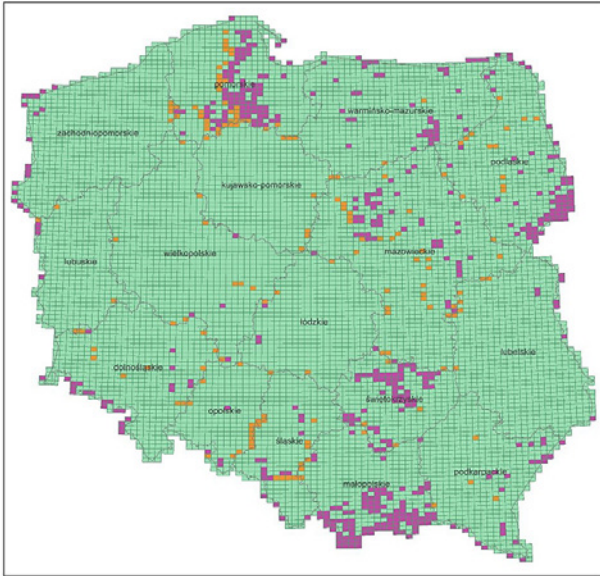 pomorskie
warmińsko-mazurskie
zachodniopomorskie
podlaskie
kujawsko-pomorskie
mazowieckie
wielkopolskie
lubuskie
łódzkie
lubelskie
dolnośląskie
świętokrzyskie
opolskie
śląskie
podkarpackie
małopolskie